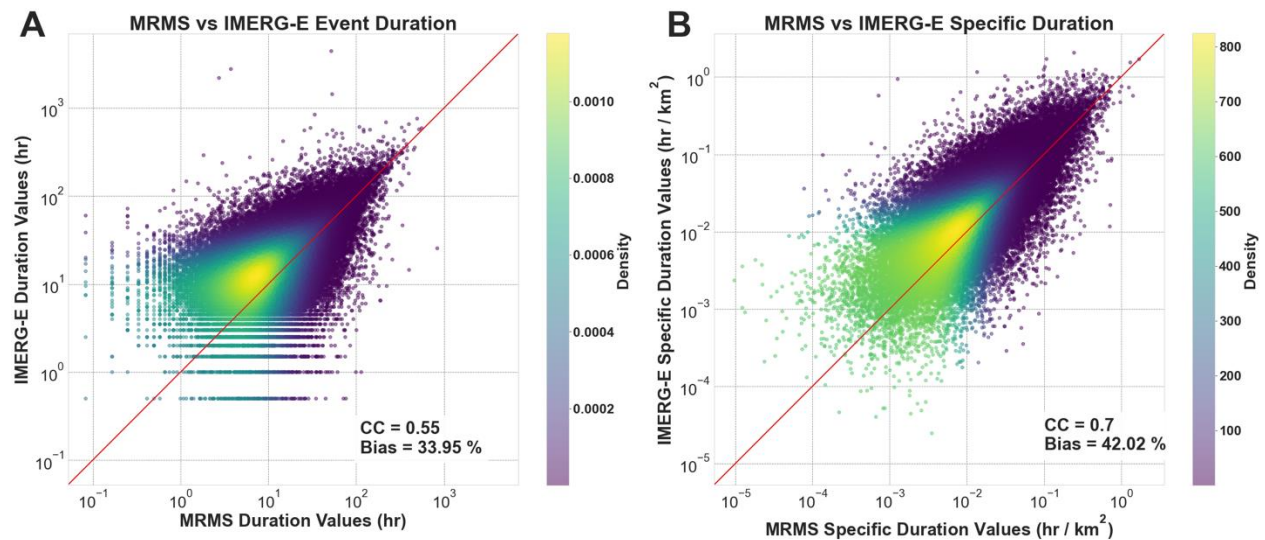 A
MRMS vs IMERG-E Event Duration
IMERG-E Duration Values (hr)
10³
10²
10¹
10⁰
10⁻¹
10⁻¹ 10⁰ 10¹ 10² 10³
MRMS Duration Values (hr)
CC = 0.55
Bias = 33.95 %
0.0010
0.0008
0.0006
0.0004
0.0002
Density
B
MRMS vs IMERG-E Specific Duration
IMERG-E Specific Duration Values (hr / km²)
10⁰
10⁻¹
10⁻²
10⁻³
10⁻⁴
10⁻⁵
10⁻⁵ 10⁻⁴ 10⁻³ 10⁻² 10⁻¹ 10⁰
MRMS Specific Duration Values (hr / km²)
CC = 0.7
Bias = 42.02 %
800
700
600
500
400
300
200
100
Density